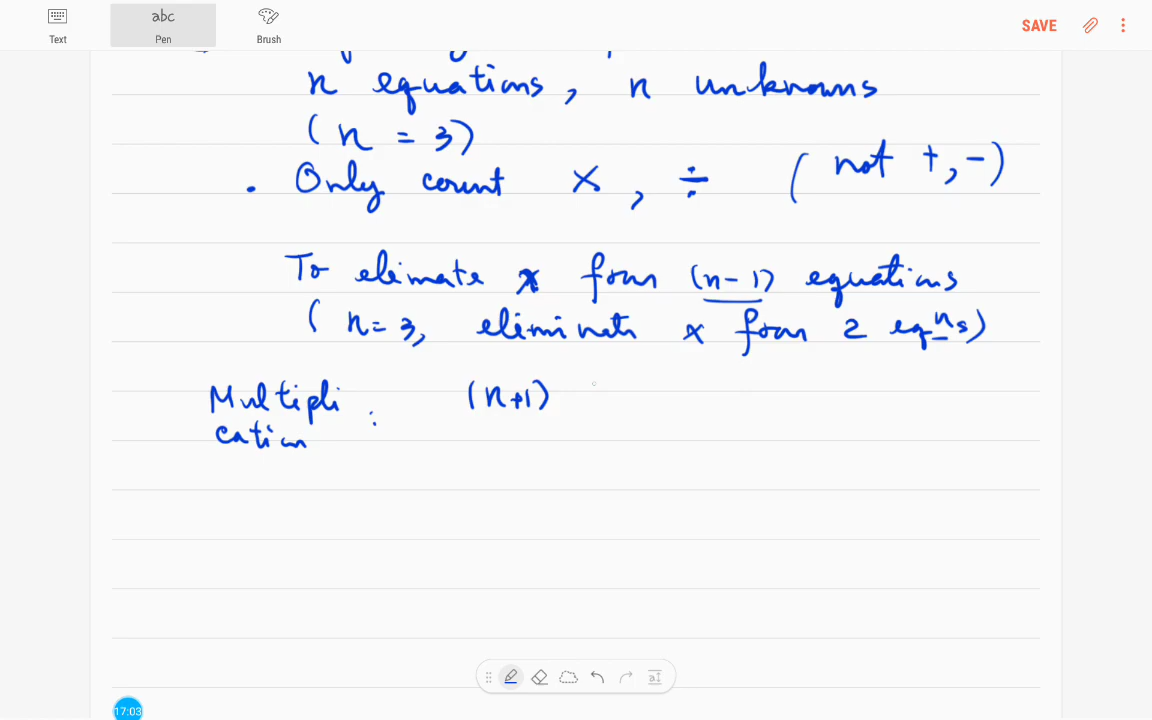 Text
abc
Pen
Brush
SAVE
n equations, n unknowns
(n = 3)
. Only count ×, ÷ (not +, -)
To elimate x from (n-1) equations
(n=3, eliminate x from 2 eqns)
Multipli : (n+1)
cation
17:03